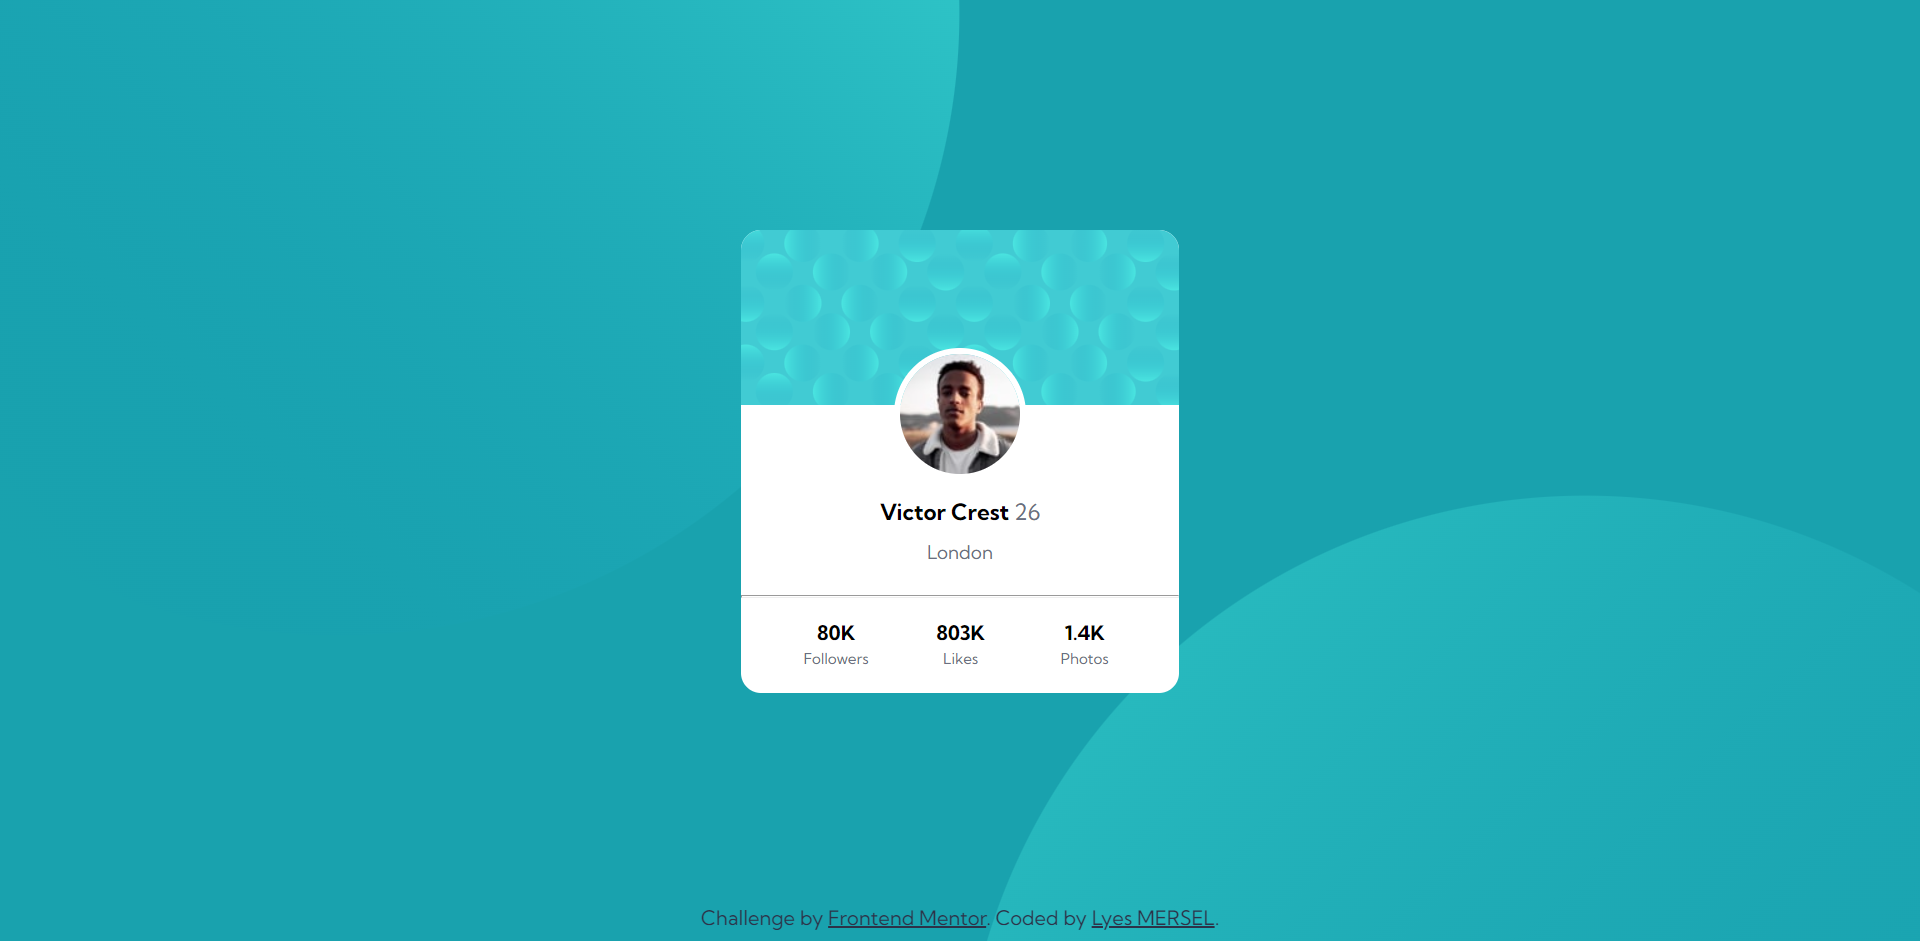 Victor Crest 26
London
80K 803K 1.4K
Followers Likes Photos
Challenge by Frontend Mentor. Coded by Lyes MERSEL.